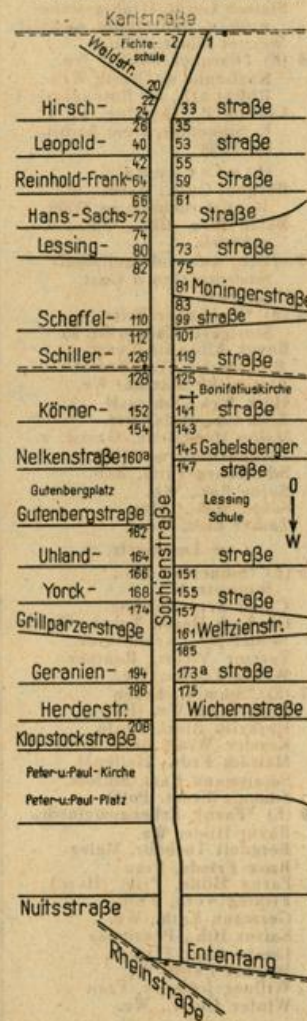 Karlstraße
2 1
Fichte-
schule
Waldstr.
20
22
Hirsch- 24 33 straße
26 35
Leopold- 40 53 straße
42 55
Reinhold-Frank-64 59 Straße
66 61
Hans-Sachs-72 Straße
74
Lessing- 80 73 straße
82 75
81 Moningerstraße
83
Scheffel- 110 99 straße
112 101
Schiller- 126 119 straße
128 125
Bonifatiuskirche
Körner- 152 141 straße
154 143
Nelkenstraße 160a 145 Gabelsberger
147 straße
Gutenbergplatz
Lessing
Schule
O
W
Gutenbergstraße
162
Sophienstraße
Uhland- 164 straße
166 151
Yorck- 168 155 straße
174 157
Grillparzerstraße 161 Weltzienstr.
165
Geranien- 194 173a straße
196 175
Herderstr. Wichernstraße
208
Klopstockstraße
Peter-u.-Paul-Kirche
Peter-u.-Paul-Platz
Nuitsstraße
Entenfang
Rheinstraße